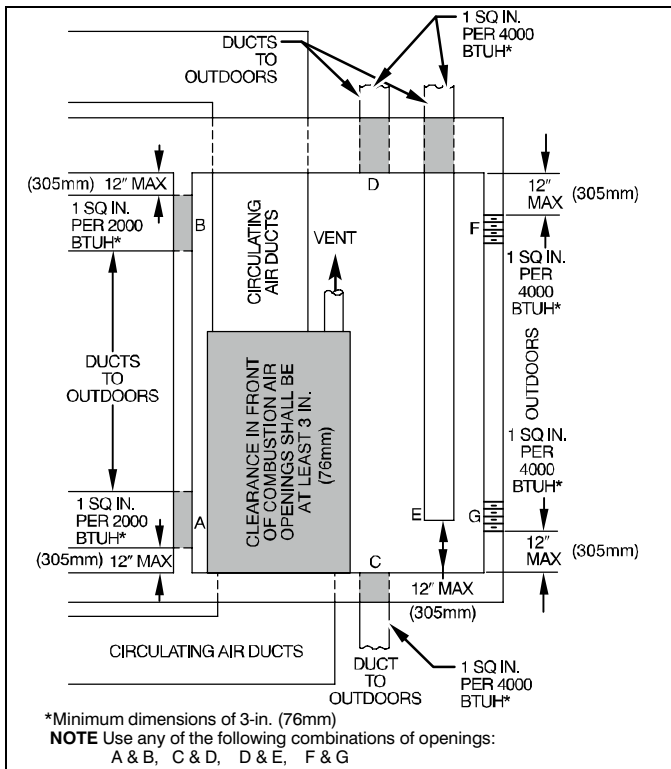 1 SQ IN.
PER 4000
BTUH*
DUCTS
TO
OUTDOORS
(305mm) 12″ MAX
1 SQ IN.
PER 2000
BTUH*
B
D
CIRCULATING
AIR DUCTS
VENT
12″
MAX
(305mm)
F
1 SQ IN.
PER
4000
BTUH*
DUCTS
TO
OUTDOORS
OUTDOORS
CLEARANCE IN FRONT
OF COMBUSTION AIR
OPENINGS SHALL BE
AT LEAST 3 IN.
(76mm)
1 SQ IN.
PER
4000
BTUH*
1 SQ IN.
PER 2000
BTUH*
A
E
G
(305mm) 12″ MAX
C
12″ MAX
(305mm)
12″
MAX
(305mm)
CIRCULATING AIR DUCTS
DUCT
TO
OUTDOORS
1 SQ IN.
PER 4000
BTUH*
*Minimum dimensions of 3-in. (76mm)
NOTE Use any of the following combinations of openings:
A & B, C & D, D & E, F & G